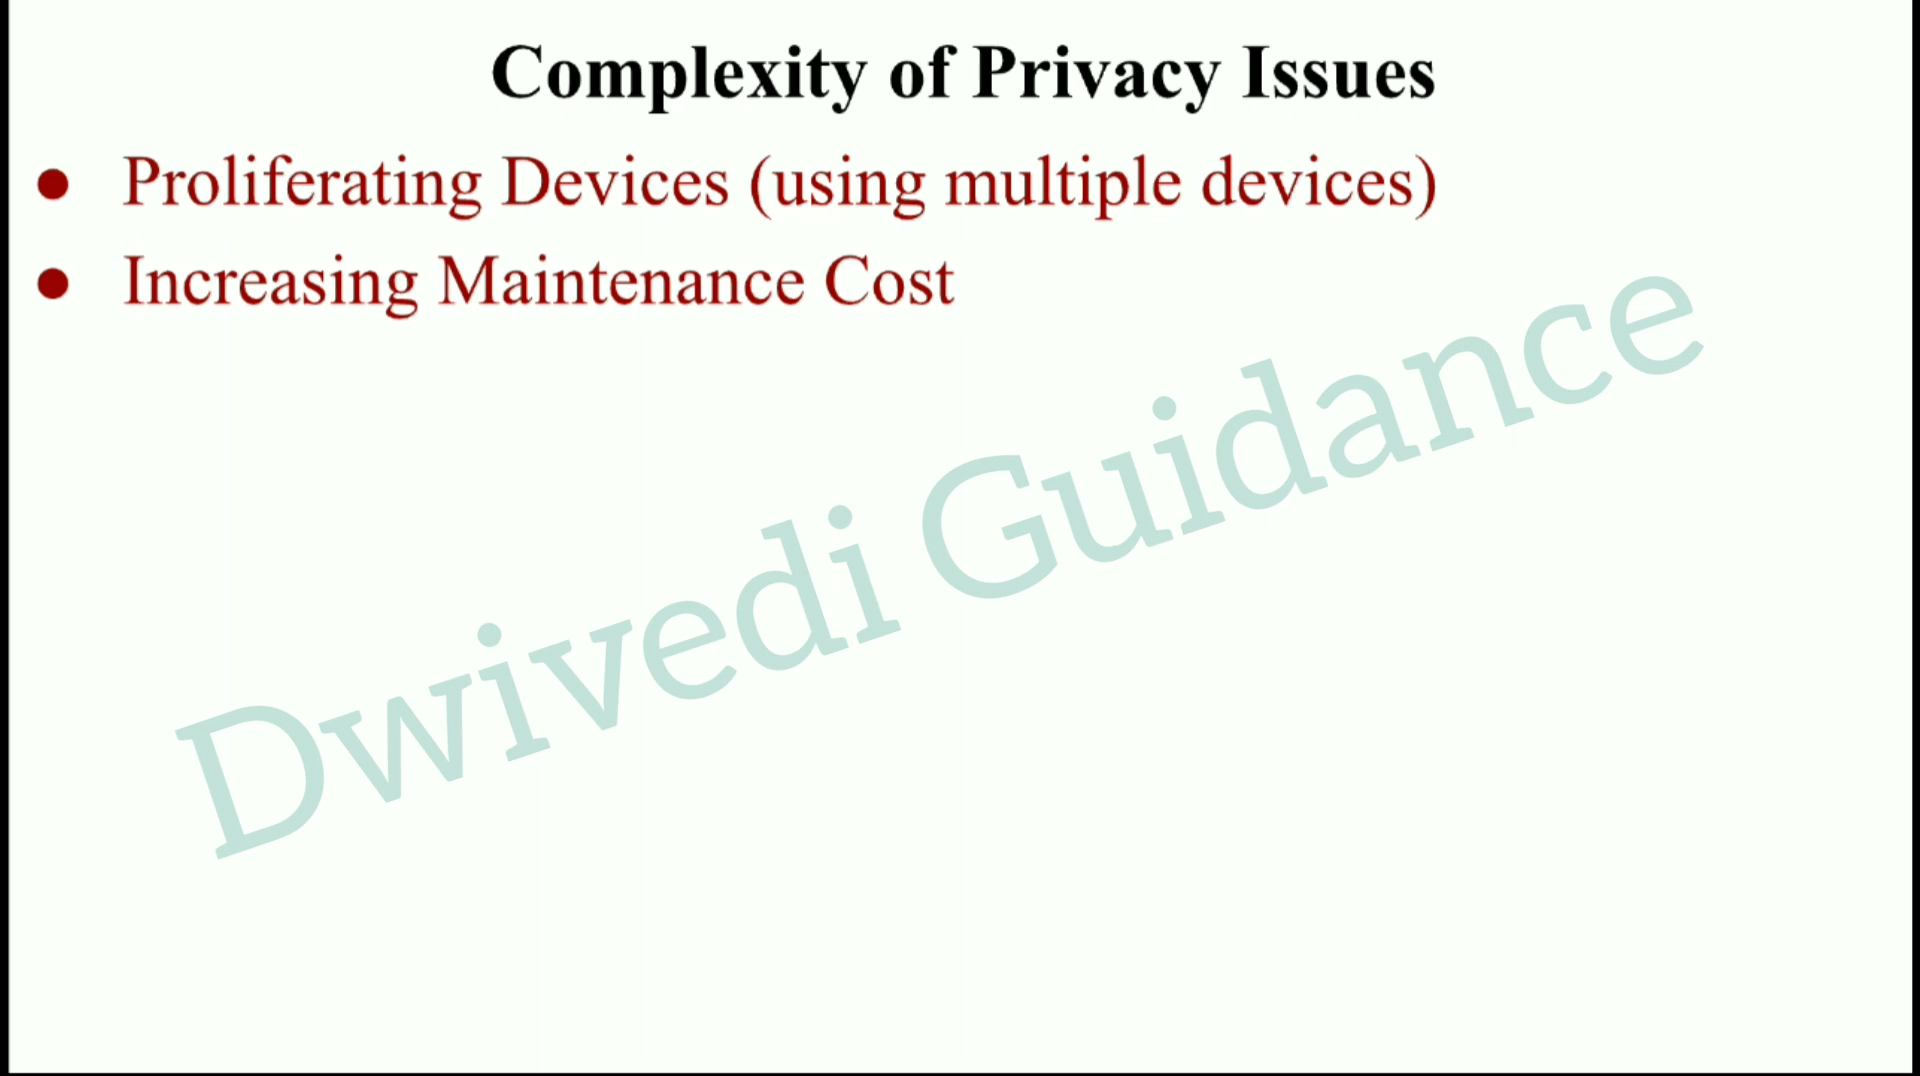 Complexity of Privacy Issues
● Proliferating Devices (using multiple devices)
● Increasing Maintenance Cost
Dwivedi Guidance